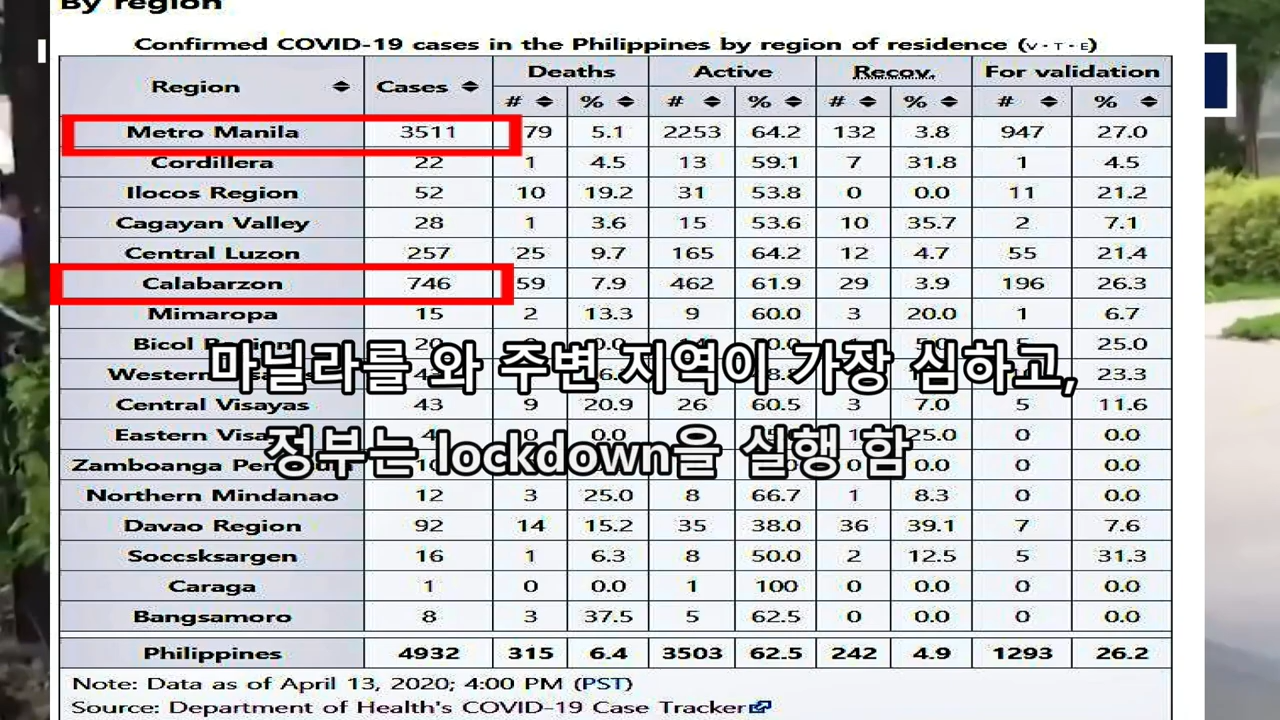 By region
Confirmed COVID-19 cases in the Philippines by region of residence (V · T · E)
Region Cases Deaths Active Recov. For validation
# % # % # % # %
Metro Manila 3511 79 5.1 2253 64.2 132 3.8 947 27.0
Cordillera 22 1 4.5 13 59.1 7 31.8 1 4.5
Ilocos Region 52 10 19.2 31 53.8 0 0.0 11 21.2
Cagayan Valley 28 1 3.6 15 53.6 10 35.7 2 7.1
Central Luzon 257 25 9.7 165 64.2 12 4.7 55 21.4
Calabarzon 746 59 7.9 462 61.9 29 3.9 196 26.3
Mimaropa 15 2 13.3 9 60.0 3 20.0 1 6.7
Bicol 25.0
마닐라를 와 주변 지역이 가장 심하고,
Western 23.3
Central Visayas 43 9 20.9 26 60.5 3 7.0 5 11.6
Eastern 0 0.0 25.0 0 0.0
정부는 lockdown을 실행 함
Zamboanga 0 0.0
Northern Mindanao 12 3 25.0 8 66.7 1 8.3 0 0.0
Davao Region 92 14 15.2 35 38.0 36 39.1 7 7.6
Soccsksargen 16 1 6.3 8 50.0 2 12.5 5 31.3
Caraga 1 0 0.0 1 100 0 0.0 0 0.0
Bangsamoro 8 3 37.5 5 62.5 0 0.0 0 0.0
Philippines 4932 315 6.4 3503 62.5 242 4.9 1293 26.2
Note: Data as of April 13, 2020; 4:00 PM (PST)
Source: Department of Health's COVID-19 Case Tracker